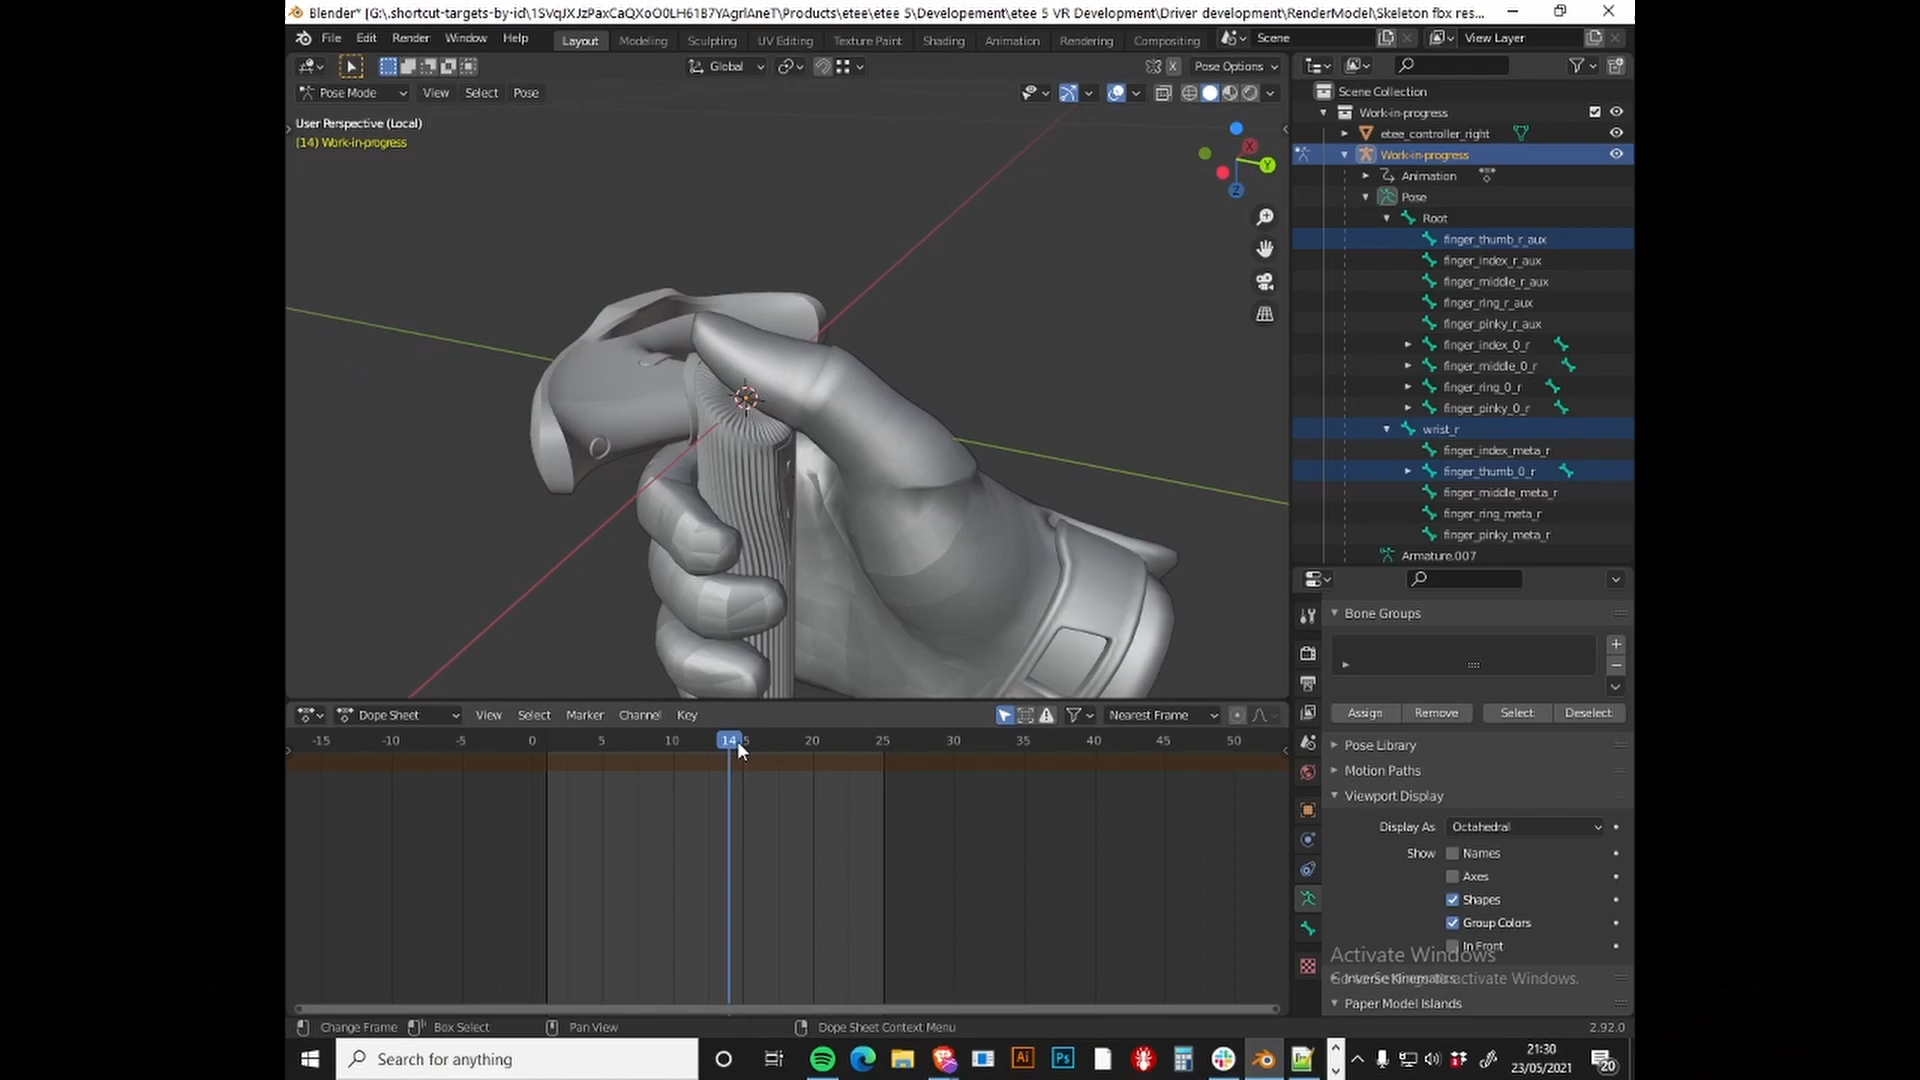 Blender* [G:\.shortcut-targets-by-id\1SVqJXJzPaxCaQXoO0LH61B7YAgrlAneT\Products\etee\etee 5\Developement\etee 5 VR Development\Driver development\RenderModel\Skeleton fbx res...
File Edit Render Window Help Layout Modeling Sculpting UV Editing Texture Paint Shading Animation Rendering Compositing Scene View Layer
Global X Pose Options
Pose Mode View Select Pose
User Perspective (Local)
(14) Work-in-progress
X
Y
Z
Scene Collection
Work-in-progress
etee_controller_right
Work-in-progress
Animation
Pose
Root
finger_thumb_r_aux
finger_index_r_aux
finger_middle_r_aux
finger_ring_r_aux
finger_pinky_r_aux
finger_index_0_r
finger_middle_0_r
finger_ring_0_r
finger_pinky_0_r
wrist_r
finger_index_meta_r
finger_thumb_0_r
finger_middle_meta_r
finger_ring_meta_r
finger_pinky_meta_r
Armature.007
Bone Groups
Assign Remove Select Deselect
Pose Library
Motion Paths
Viewport Display
Display As Octahedral
Show Names
Axes
Shapes
Group Colors
In Front
Activate Windows
Inverse Kinematics
Paper Model Islands
Dope Sheet View Select Marker Channel Key Nearest Frame
-15 -10 -5 0 5 10 14 5 20 25 30 35 40 45 50
Change Frame Box Select Pan View Dope Sheet Context Menu 2.92.0
Search for anything Ai Ps 21:30
23/05/2021 20